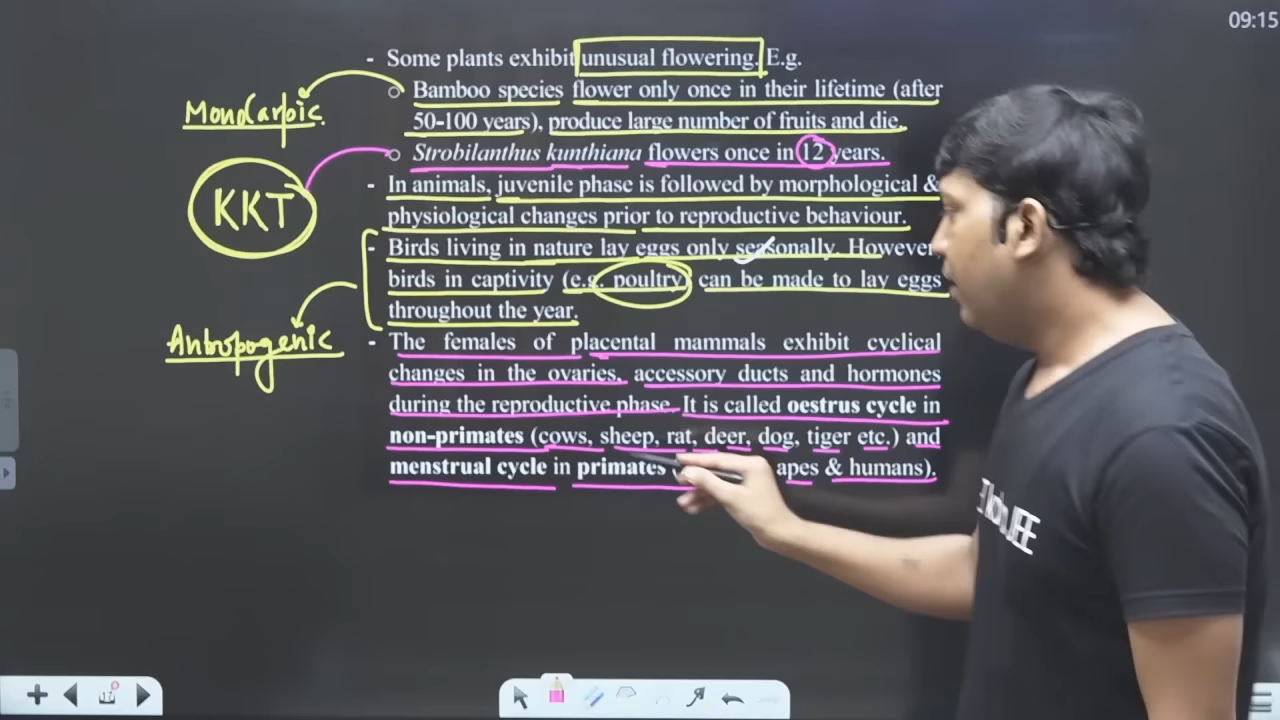 09:15
- Some plants exhibit unusual flowering. E.g.
Monocarpic.
○ Bamboo species flower only once in their lifetime (after
50-100 years), produce large number of fruits and die.
○ Strobilanthus kunthiana flowers once in 12 years.
KKT
- In animals, juvenile phase is followed by morphological &
physiological changes prior to reproductive behaviour.
- Birds living in nature lay eggs only seasonally. However
birds in captivity (e.g. poultry) can be made to lay eggs
throughout the year.
- The females of placental mammals exhibit cyclical
changes in the ovaries, accessory ducts and hormones
during the reproductive phase. It is called oestrus cycle in
non-primates (cows, sheep, rat, deer, dog, tiger etc.) and
menstrual cycle in primates apes & humans).
JEE
17